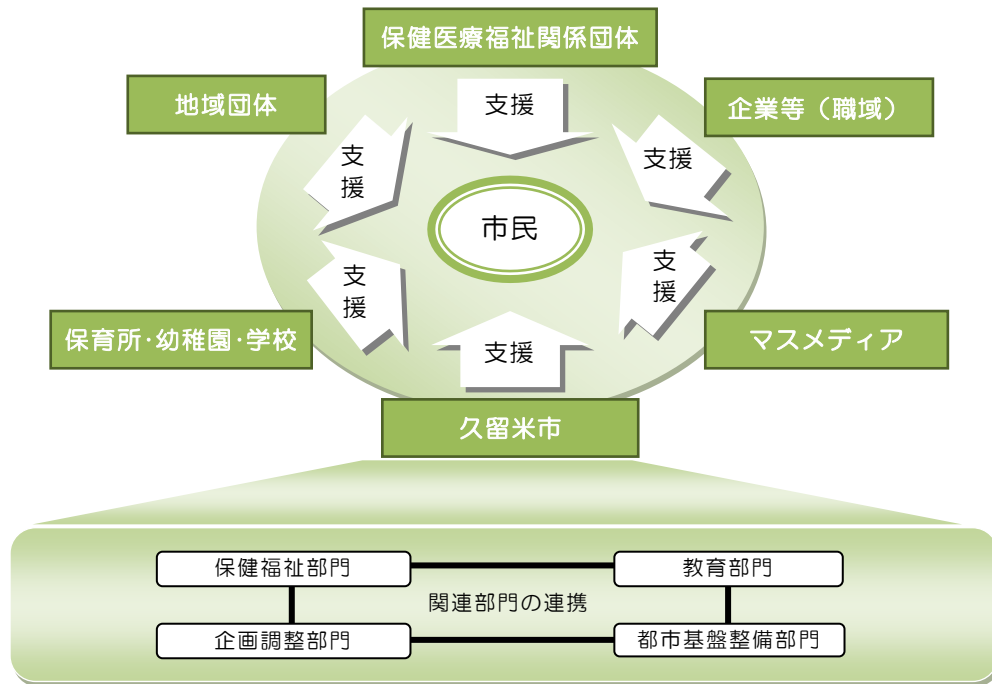 保健医療福祉関係団体
地域団体
支援
企業等（職域）
支
援
支援
市民
支
援
支
援
保育所･幼稚園･学校
支援
マスメディア
久留米市
保健福祉部門
教育部門
関連部門の連携
企画調整部門
都市基盤整備部門